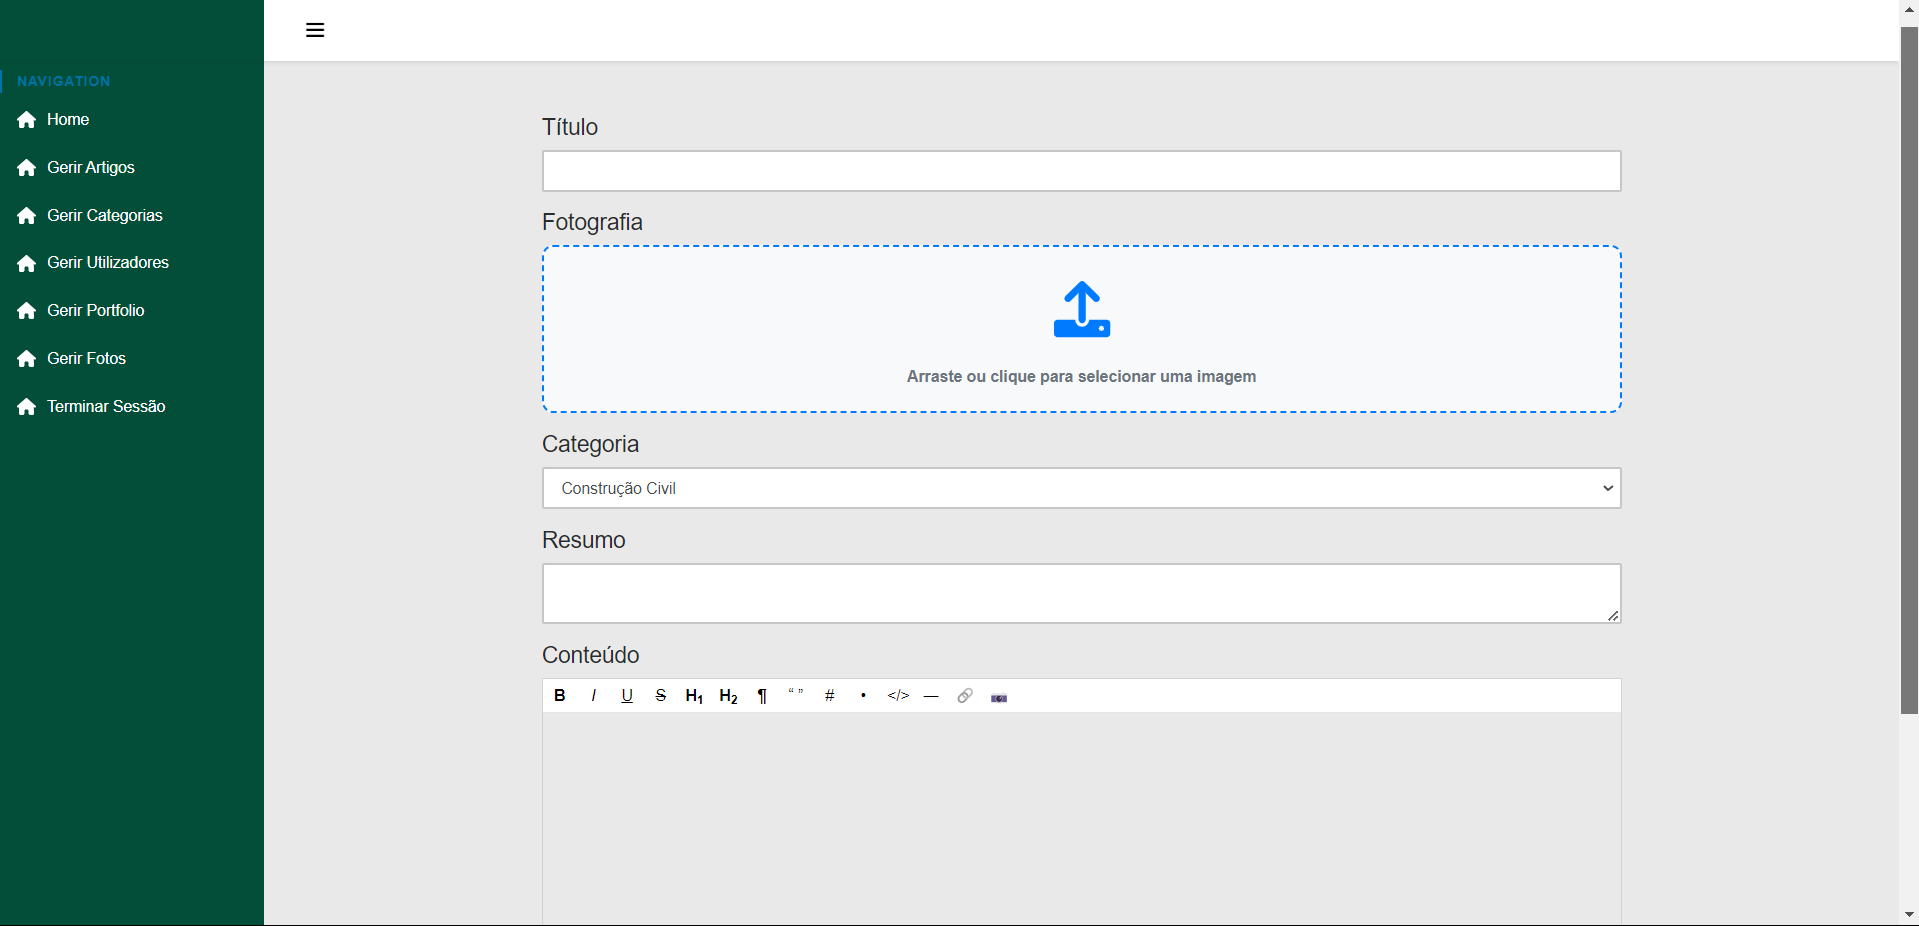 NAVIGATION
Home
Gerir Artigos
Gerir Categorias
Gerir Utilizadores
Gerir Portfolio
Gerir Fotos
Terminar Sessão
Título
Fotografia
Arraste ou clique para selecionar uma imagem
Categoria
Construção Civil
Resumo
Conteúdo
B I U S H1 H2 ¶ “ ” # • </> —